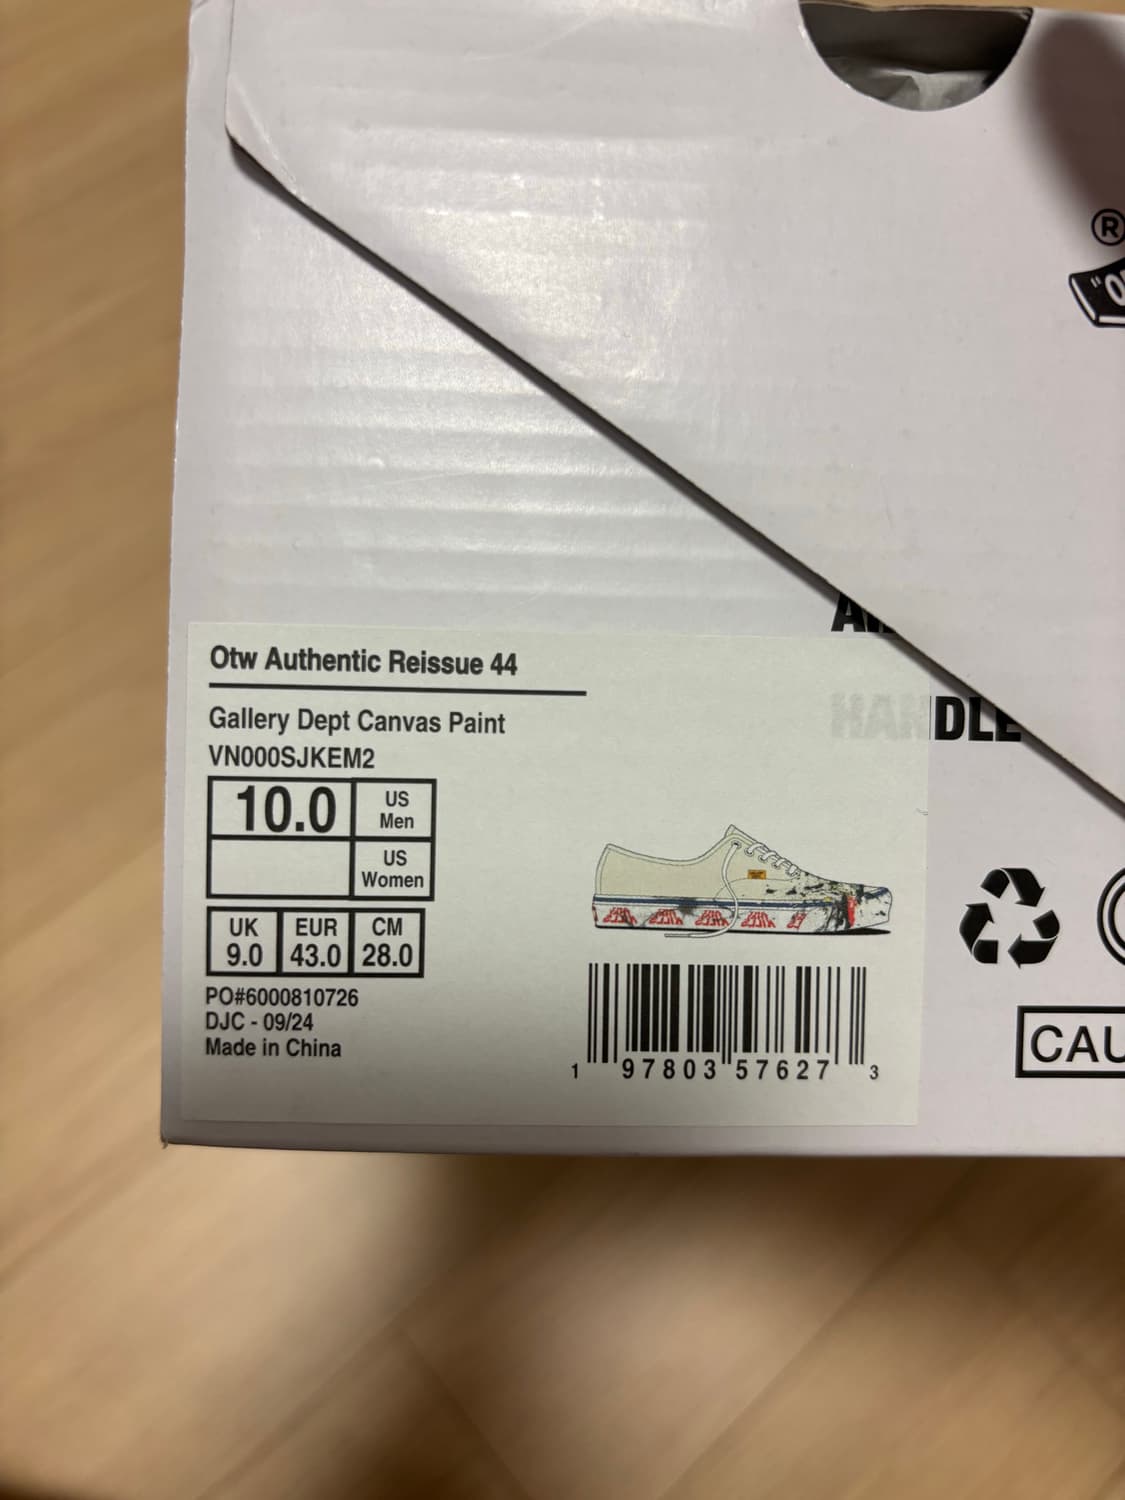 ®
Otw Authentic Reissue 44
Gallery Dept Canvas Paint
VN000SJKEM2
10.0 US Men
US Women
UK EUR CM
9.0 43.0 28.0
PO#6000810726
DJC - 09/24
Made in China
HANDLE
1 97803 57627 3
CAU